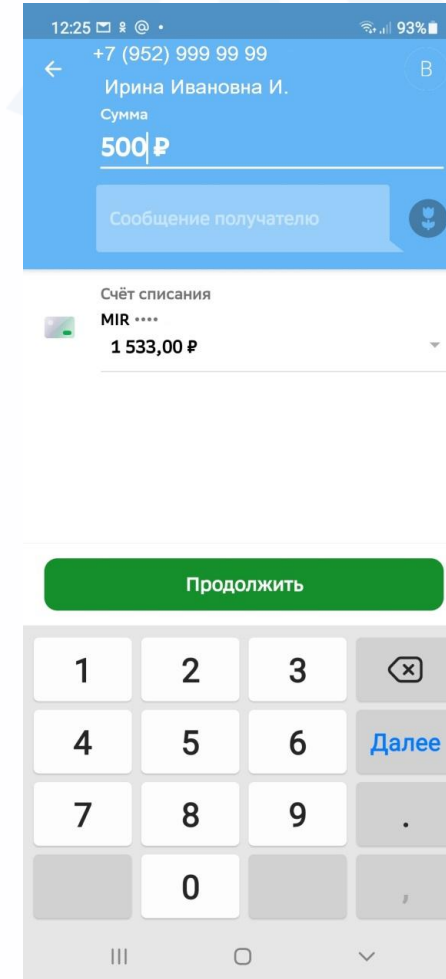 12:25
93%
+7 (952) 999 99 99
В
Ирина Ивановна И.
Сумма
500 ₽
Сообщение получателю
Счёт списания
MIR ····
1 533,00 ₽
Продолжить
1 2 3
4 5 6 Далее
7 8 9 .
0 ,